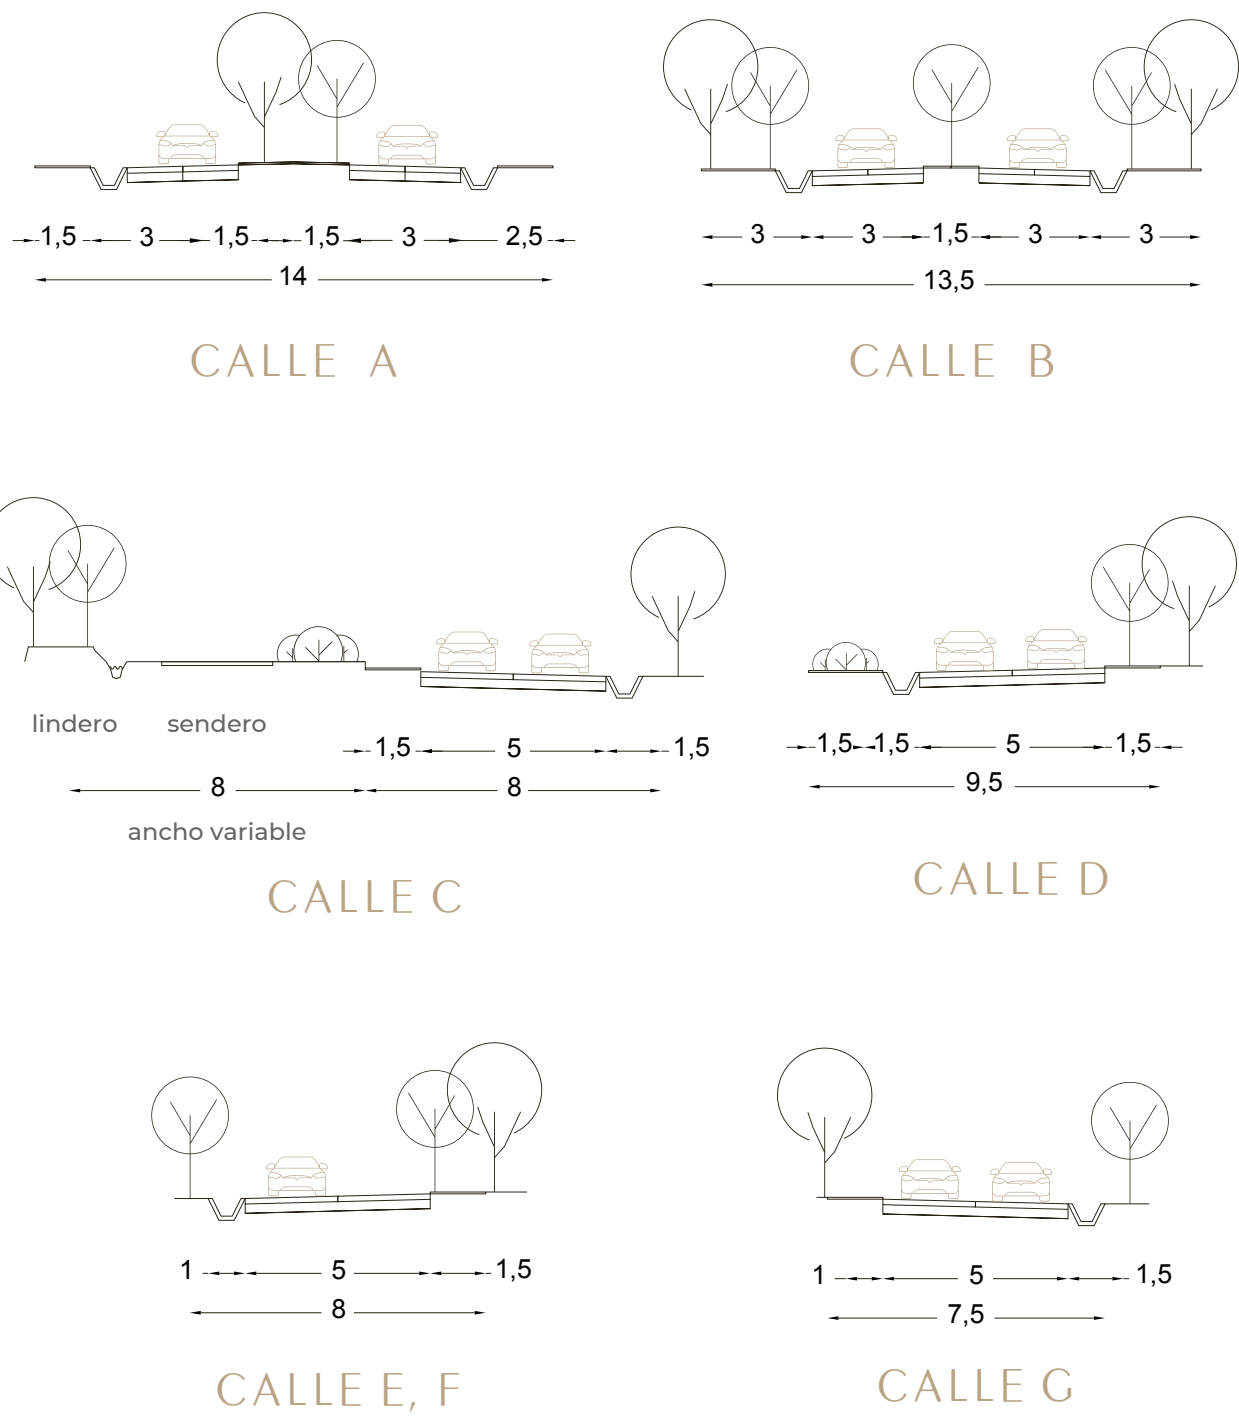 1,5 3 1,5 1,5 3 2,5
14
CALLE A
3 3 1,5 3 3
13,5
CALLE B
lindero sendero
1,5 5 1,5
8 8
ancho variable
CALLE C
1,5 1,5 5 1,5
9,5
CALLE D
1 5 1,5
8
CALLE E, F
1 5 1,5
7,5
CALLE G